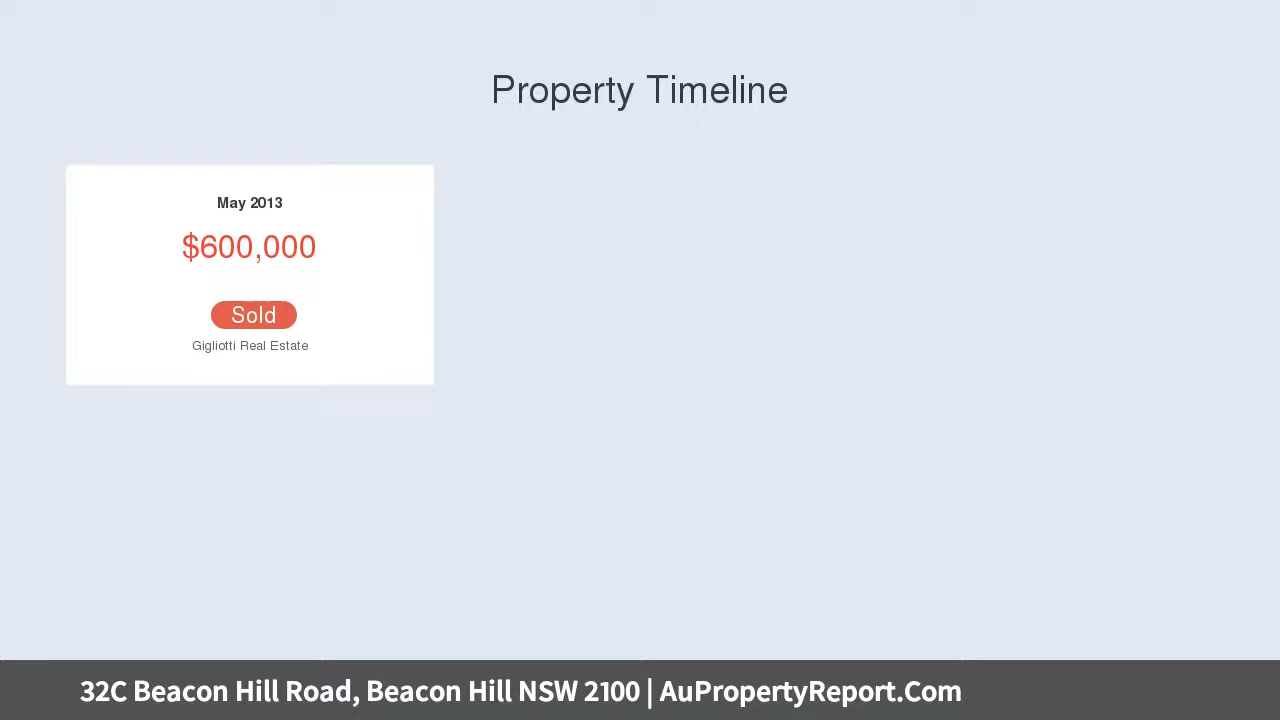 Property Timeline
May 2013
$600,000
Sold
Gigliotti Real Estate
32C Beacon Hill Road, Beacon Hill NSW 2100 | AuPropertyReport.Com